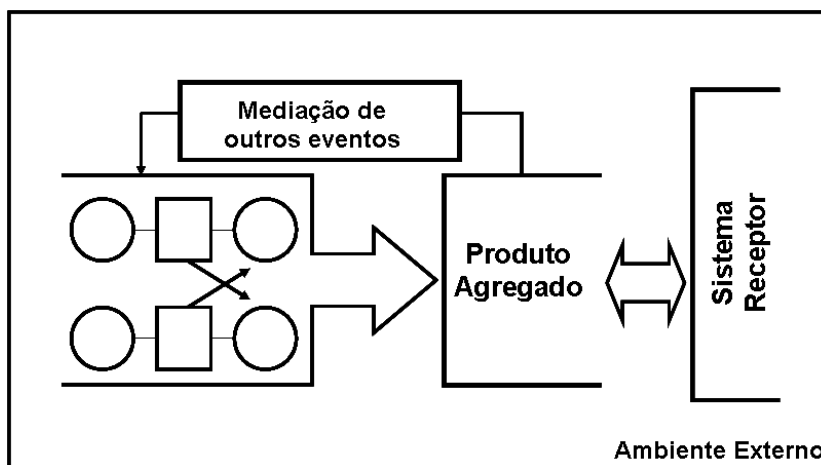 Mediação de
outros eventos
Produto
Agregado
Sistema
Receptor
Ambiente Externo